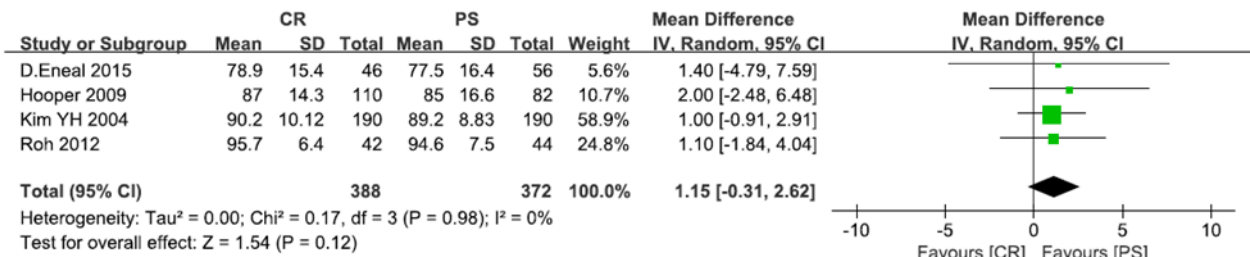 CR PS Mean Difference Mean Difference
Study or Subgroup Mean SD Total Mean SD Total Weight IV, Random, 95% CI IV, Random, 95% CI
D.Eneal 2015 78.9 15.4 46 77.5 16.4 56 5.6% 1.40 [-4.79, 7.59]
Hooper 2009 87 14.3 110 85 16.6 82 10.7% 2.00 [-2.48, 6.48]
Kim YH 2004 90.2 10.12 190 89.2 8.83 190 58.9% 1.00 [-0.91, 2.91]
Roh 2012 95.7 6.4 42 94.6 7.5 44 24.8% 1.10 [-1.84, 4.04]
Total (95% CI) 388 372 100.0% 1.15 [-0.31, 2.62]
Heterogeneity: Tau² = 0.00; Chi² = 0.17, df = 3 (P = 0.98); I² = 0%
Test for overall effect: Z = 1.54 (P = 0.12)
-10 -5 0 5 10
Favours [CR] Favours [PS]